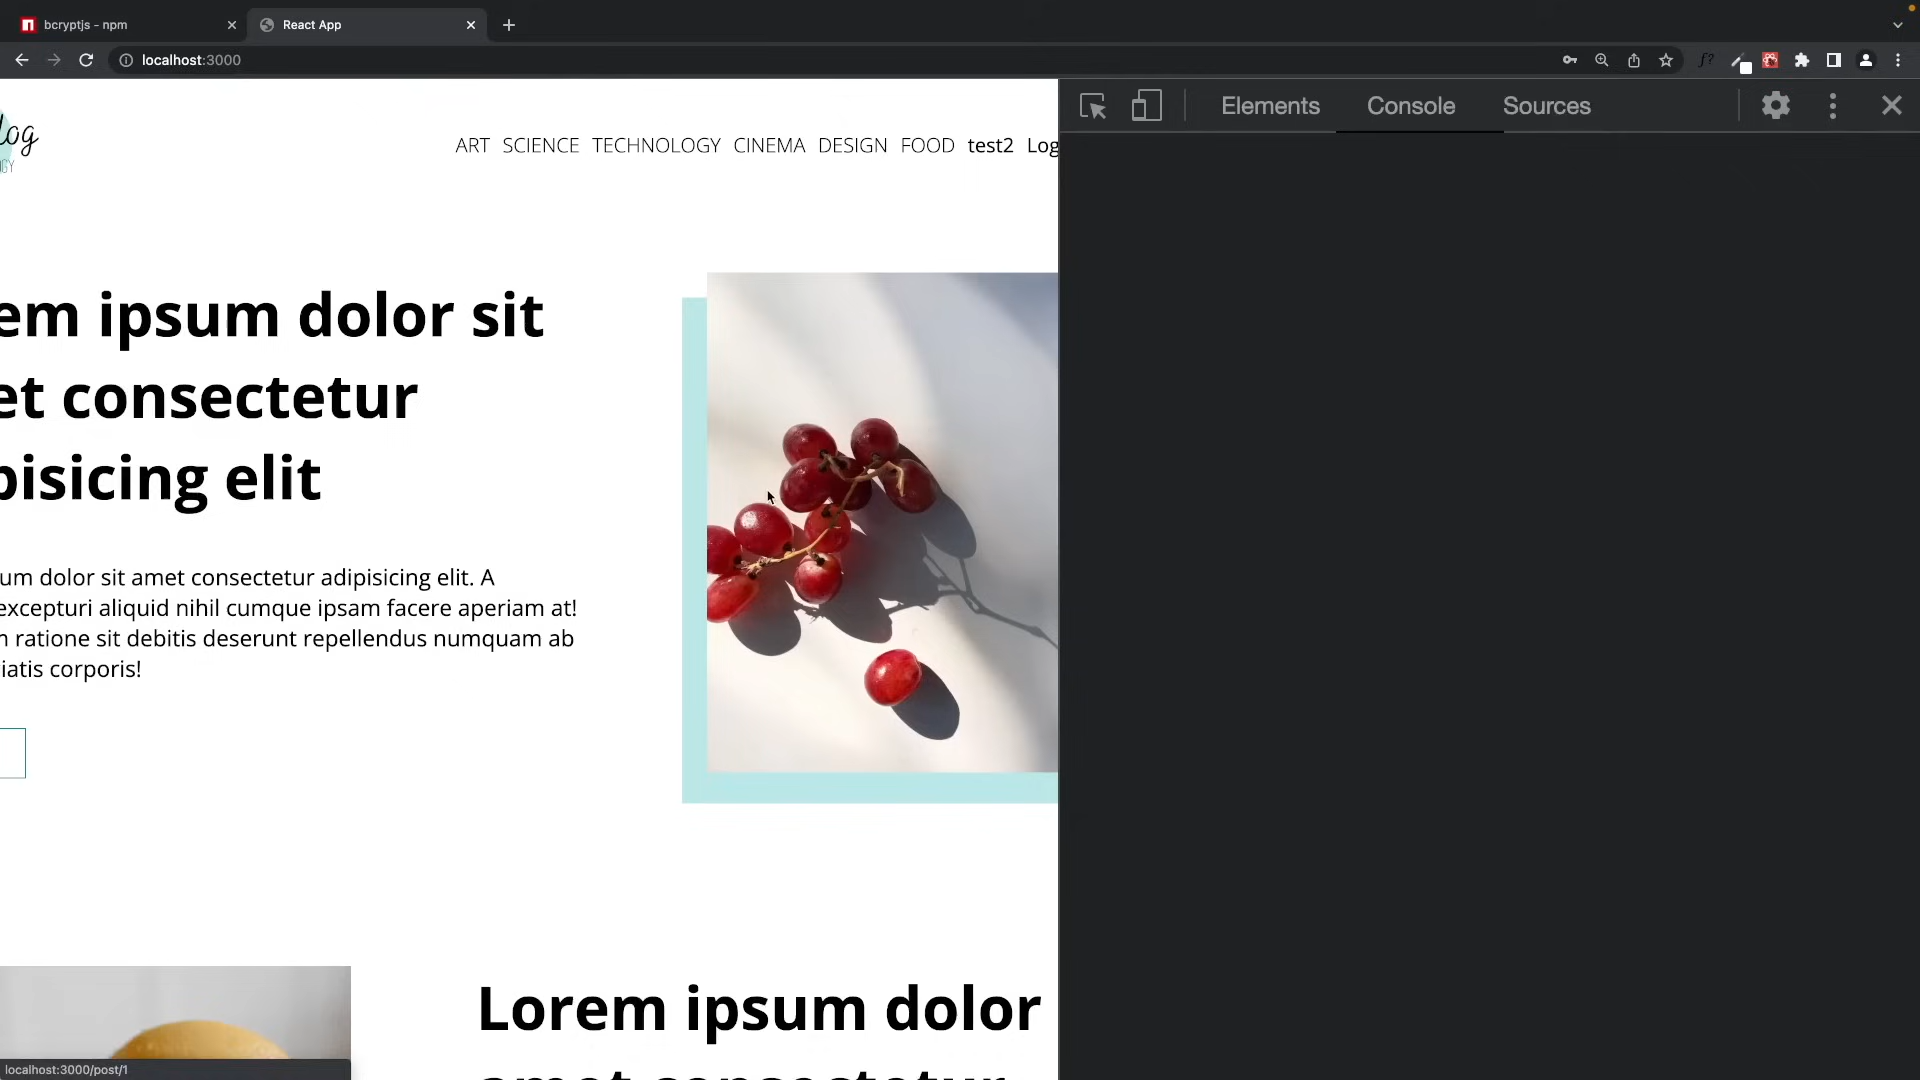 bcryptjs - npm
React App
localhost:3000
f?
Elements
Console
Sources
log
GY
ART SCIENCE TECHNOLOGY CINEMA DESIGN FOOD test2 Log
em ipsum dolor sit
et consectetur
pisicing elit
um dolor sit amet consectetur adipisicing elit. A
excepturi aliquid nihil cumque ipsam facere aperiam at!
n ratione sit debitis deserunt repellendus numquam ab
iatis corporis!
Lorem ipsum dolor
amet consectetur
localhost:3000/post/1